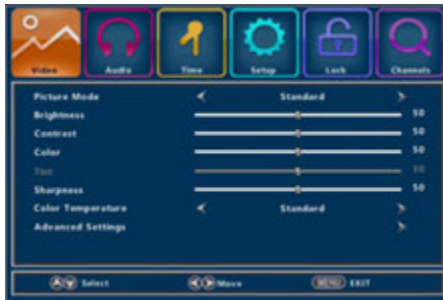 Video Audio Time Setup Lock Channels
Picture Mode Standard
Brightness 50
Contrast 50
Color 50
Tint 50
Sharpness 50
Color Temperature Standard
Advanced Settings
Select Move MENU EXIT